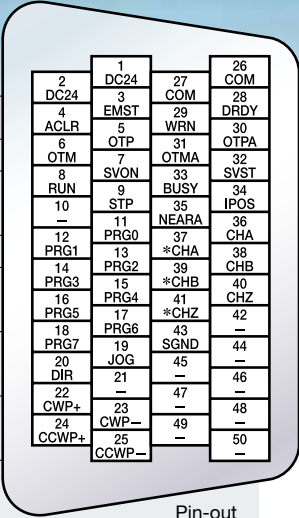 1
DC24
2
DC24
3
EMST
4
ACLR
5
OTP
6
OTM
7
SVON
8
RUN
9
STP
10
–
11
PRG0
12
PRG1
13
PRG2
14
PRG3
15
PRG4
16
PRG5
17
PRG6
18
PRG7
19
JOG
20
DIR
21
–
22
CWP+
23
CWP–
24
CCWP+
25
CCWP–
26
COM
27
COM
28
DRDY
29
WRN
30
OTPA
31
OTMA
32
SVST
33
BUSY
34
IPOS
35
NEARA
36
CHA
37
*CHA
38
CHB
39
*CHB
40
CHZ
41
*CHZ
42
–
43
SGND
44
–
45
–
46
–
47
–
48
–
49
–
50
–
Pin-out